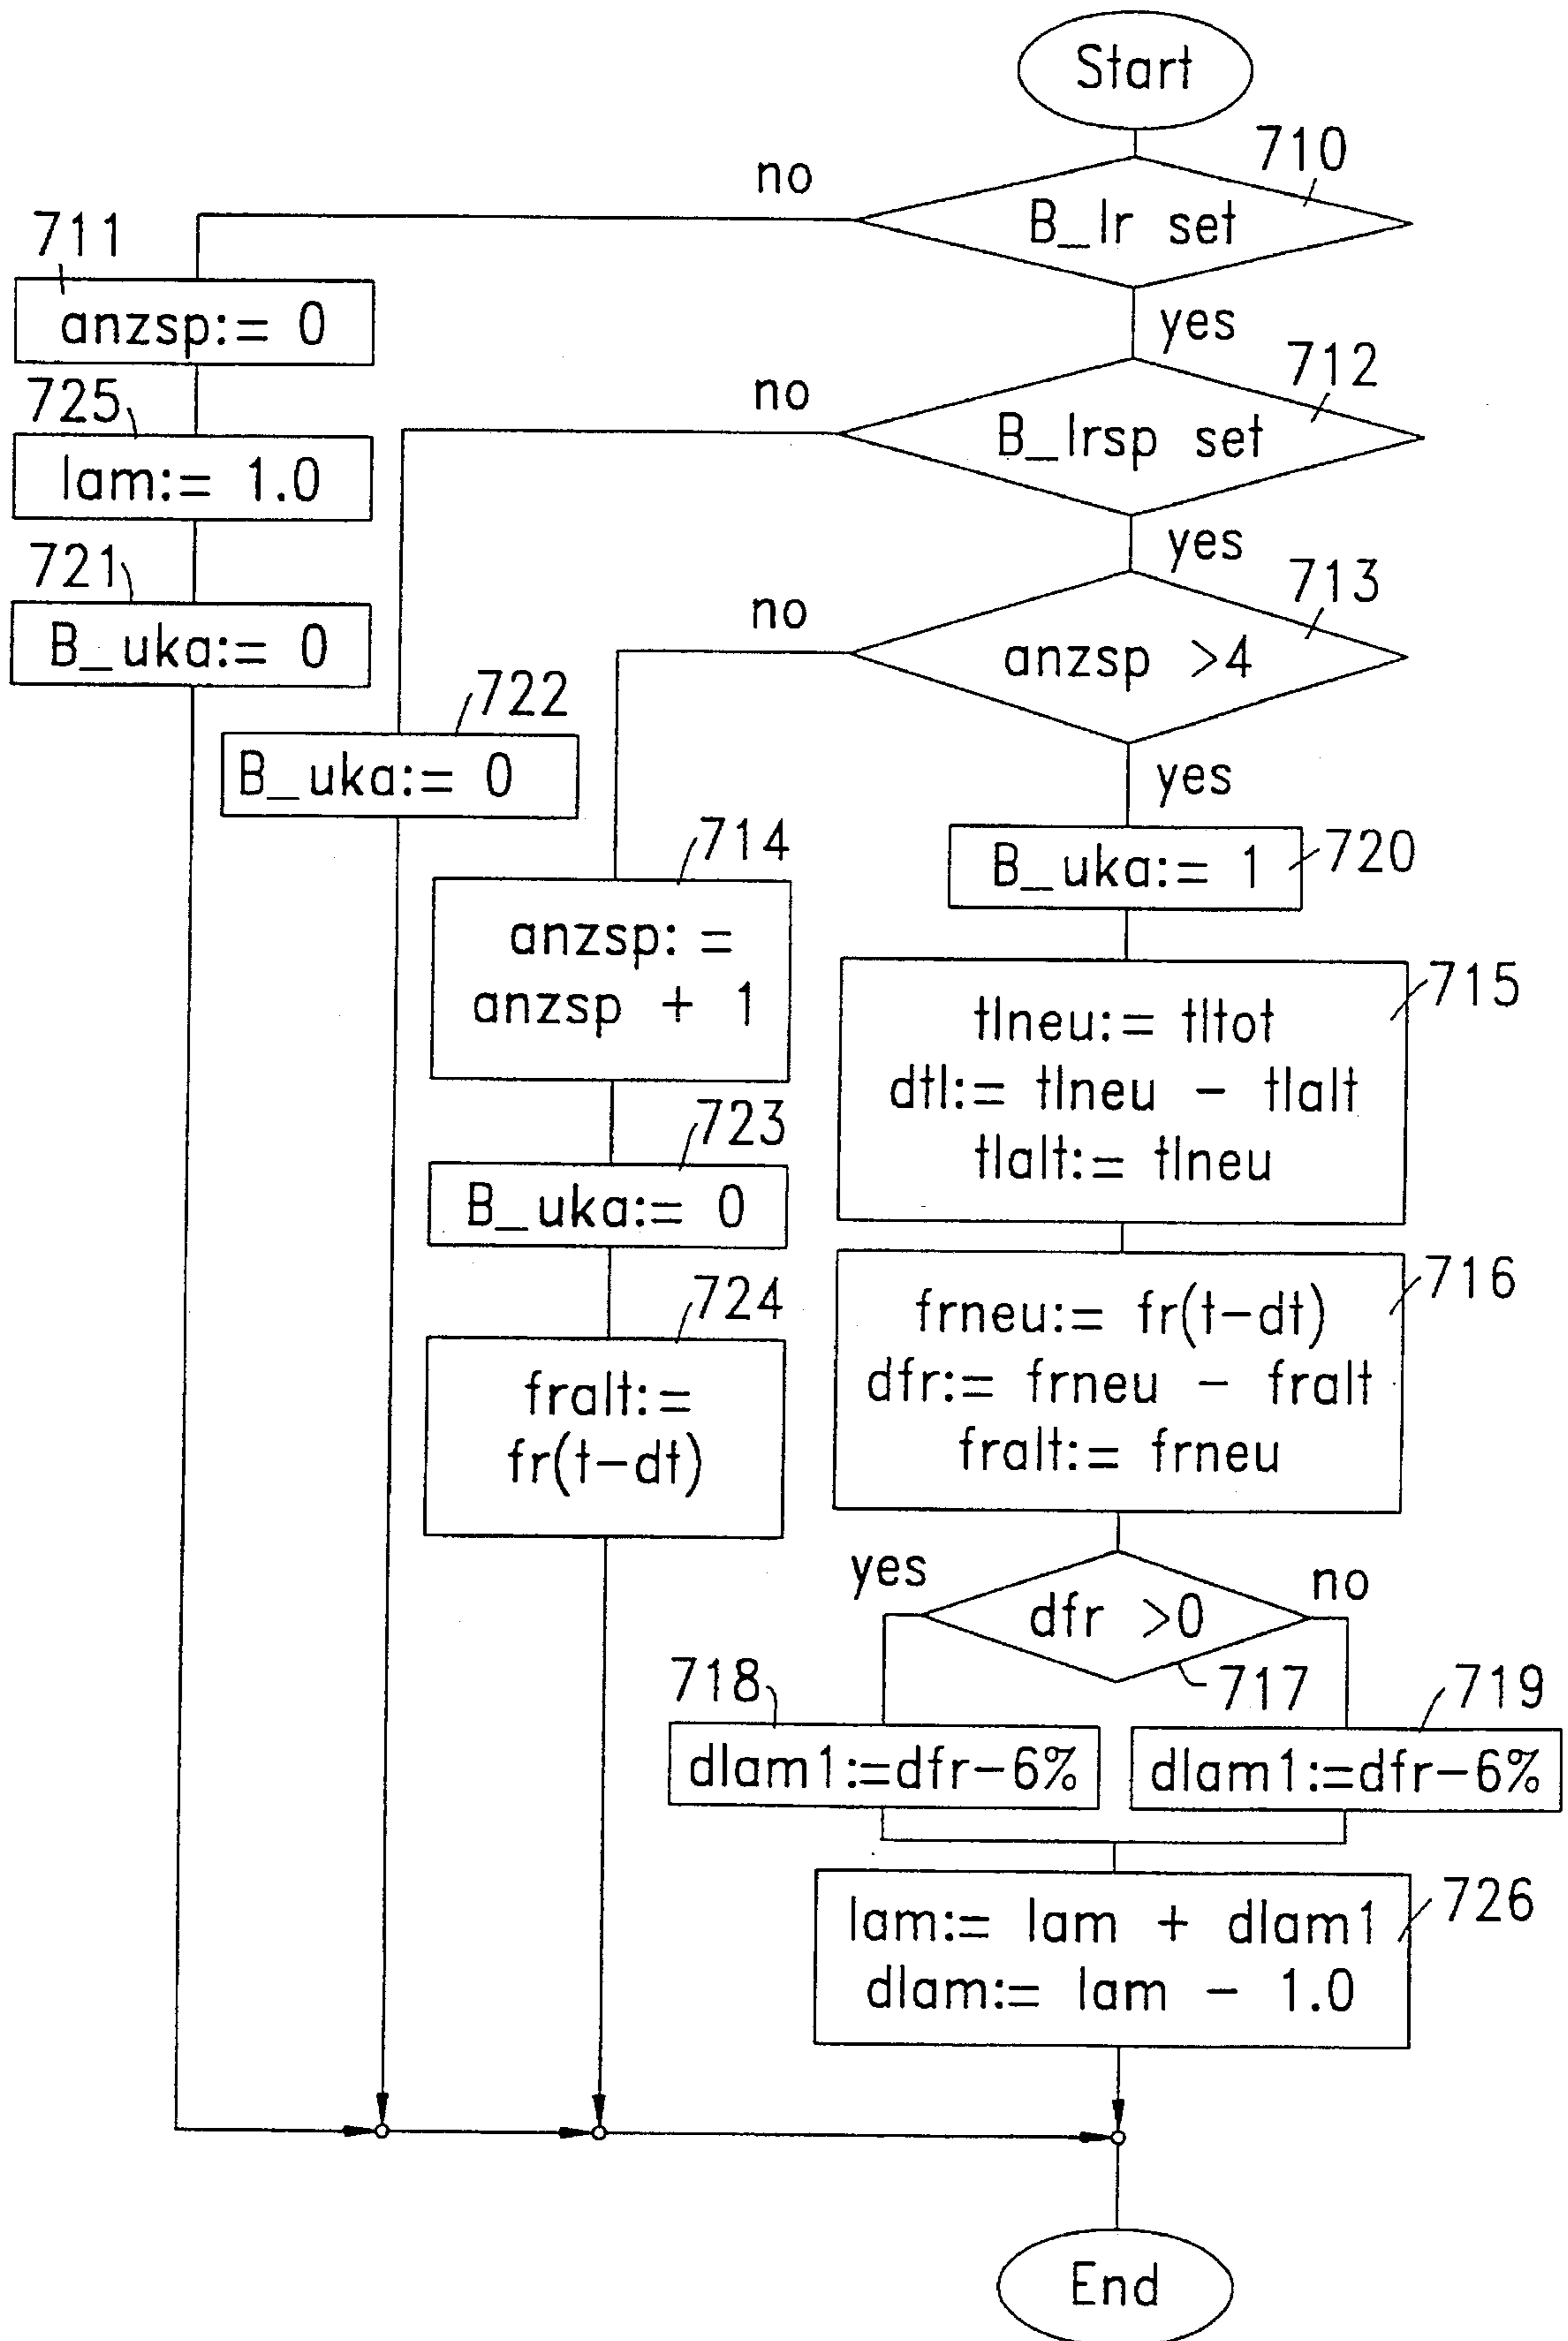 Start
710
no
B_lr set
711
anzsp:= 0
yes
712
no
725
B_lrsp set
lam:= 1.0
yes
721
713
no
B_uka:= 0
anzsp >4
722
B_uka:= 0
yes
714
B_uka:= 1
720
anzsp: =
anzsp + 1
715
tlneu:= tltot
dtl:= tlneu - tlalt
tlalt:= tlneu
723
B_uka:= 0
716
frneu:= fr(t-dt)
dfr:= frneu - fralt
fralt:= frneu
724
fralt:=
fr(t-dt)
yes
no
dfr >0
717
718
719
dlam1:=dfr-6%
dlam1:=dfr-6%
726
lam:= lam + dlam1
dlam:= lam - 1.0
End